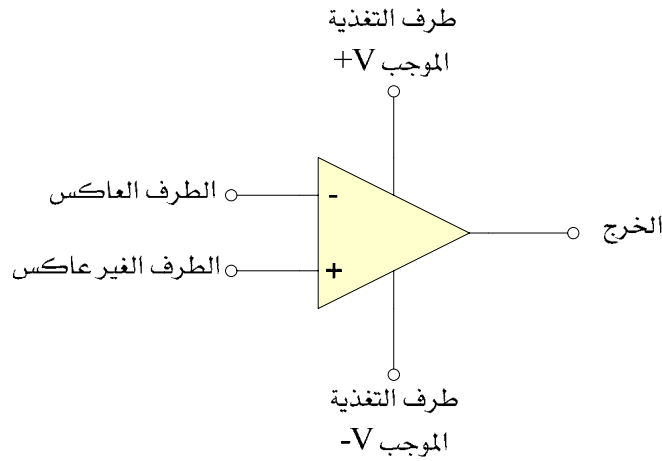 طرف التغذية
الموجب +V
الطرف العاكس
-
الخرج
الطرف الغير عاكس
+
طرف التغذية
الموجب -V